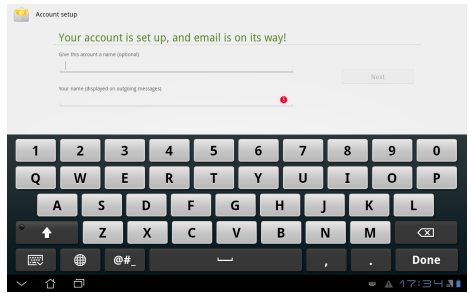 Account setup
Your account is set up, and email is on its way!
Give this account a name (optional)
Next
Your name (displayed on outgoing messages)
1 2 3 4 5 6 7 8 9 0
Q W E R T Y U I O P
A S D F G H J K L
Z X C V B N M
@#_ , . Done
17:34